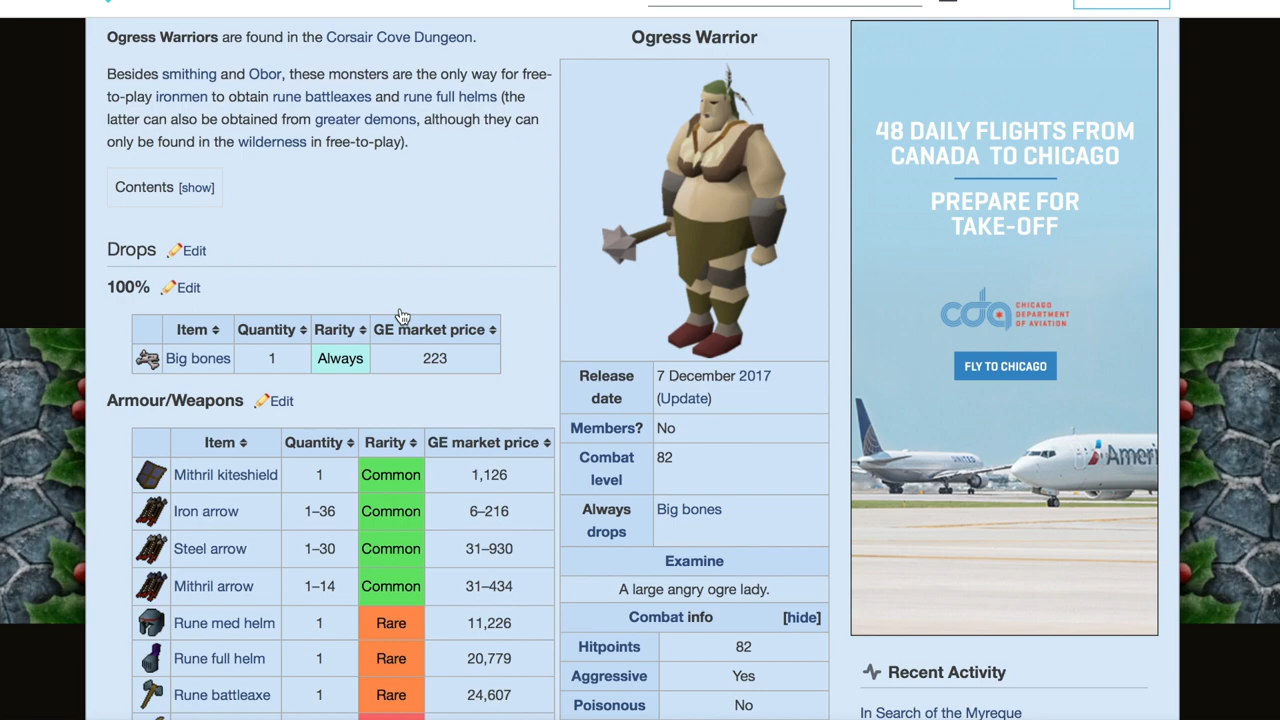 Ogress Warriors are found in the Corsair Cove Dungeon.
Besides smithing and Obor, these monsters are the only way for free-
to-play ironmen to obtain rune battleaxes and rune full helms (the
latter can also be obtained from greater demons, although they can
only be found in the wilderness in free-to-play).
Contents [show]
Drops Edit
100% Edit
Item Quantity Rarity GE market price
Big bones 1 Always 223
Armour/Weapons Edit
Item Quantity Rarity GE market price
Mithril kiteshield 1 Common 1,126
Iron arrow 1–36 Common 6–216
Steel arrow 1–30 Common 31–930
Mithril arrow 1–14 Common 31–434
Rune med helm 1 Rare 11,226
Rune full helm 1 Rare 20,779
Rune battleaxe 1 Rare 24,607
Ogress Warrior
Release date 7 December 2017 (Update)
Members? No
Combat level 82
Always drops Big bones
Examine
A large angry ogre lady.
Combat info [hide]
Hitpoints 82
Aggressive Yes
Poisonous No
48 DAILY FLIGHTS FROM
CANADA TO CHICAGO
PREPARE FOR
TAKE-OFF
cda CHICAGO
DEPARTMENT
OF AVIATION
FLY TO CHICAGO
UNITED
Ameri
Recent Activity
In Search of the Myreque